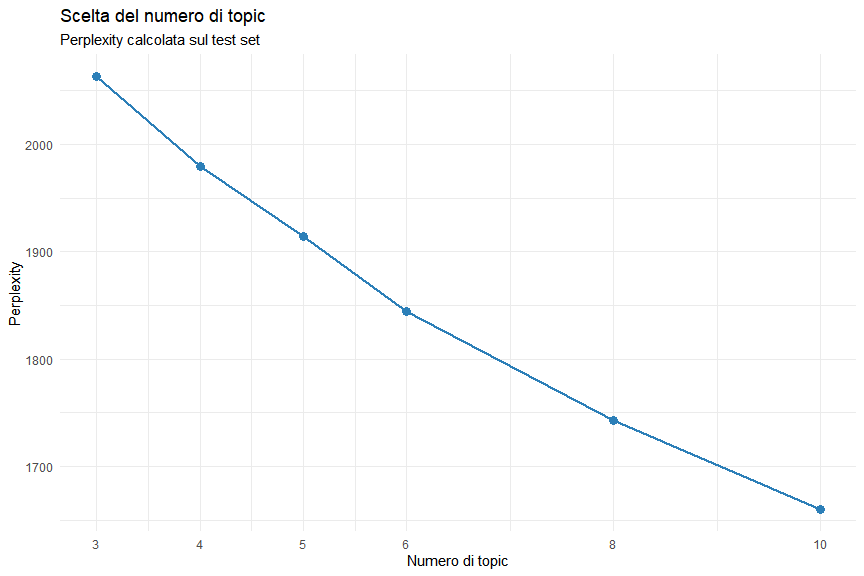 Scelta del numero di topic
Perplexity calcolata sul test set
Perplexity
2000
1900
1800
1700
3 4 5 6 8 10
Numero di topic